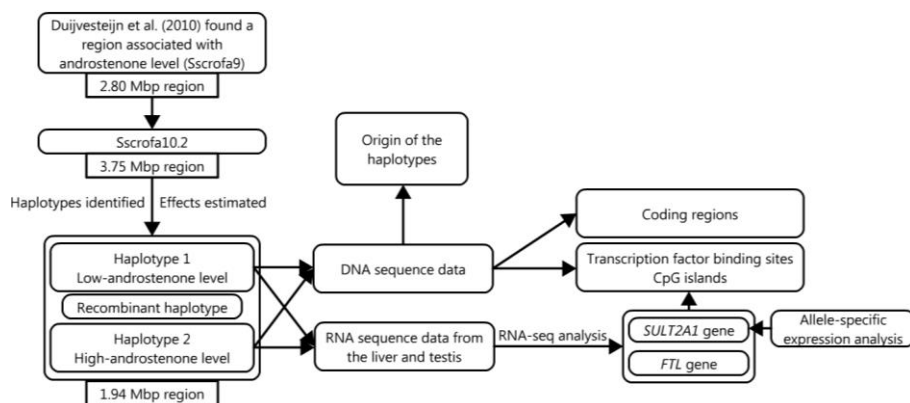 Duijvesteijn et al. (2010) found a
region associated with
androstenone level (Sscrofa9)
2.80 Mbp region
Sscrofa10.2
3.75 Mbp region
Haplotypes identified
Effects estimated
Haplotype 1
Low-androstenone level
Recombinant haplotype
Haplotype 2
High-androstenone level
1.94 Mbp region
Origin of the
haplotypes
DNA sequence data
RNA sequence data from
the liver and testis
RNA-seq analysis
Coding regions
Transcription factor binding sites
CpG islands
SULT2A1 gene
FTL gene
Allele-specific
expression analysis